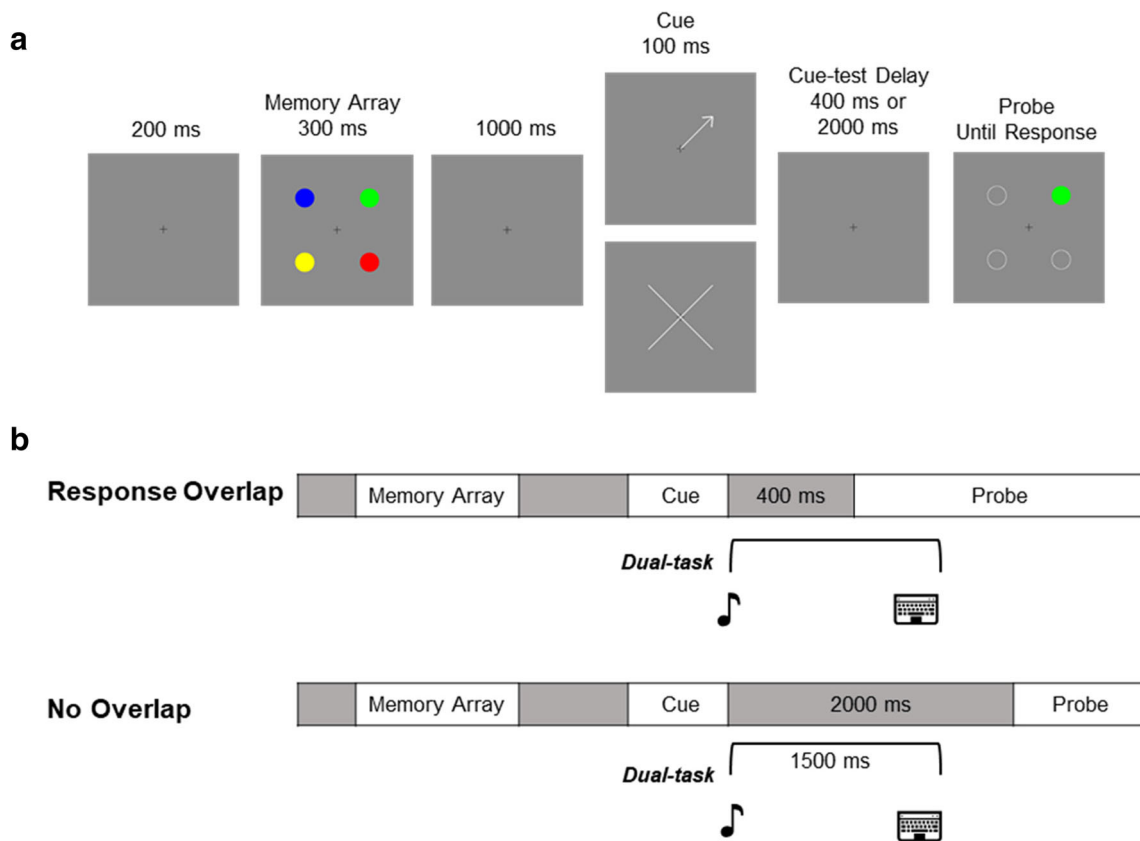 a
200 ms
Memory Array
300 ms
1000 ms
Cue
100 ms
Cue-test Delay
400 ms or
2000 ms
Probe
Until Response
b
Response Overlap
Memory Array
Cue
400 ms
Probe
Dual-task
No Overlap
Memory Array
Cue
2000 ms
Probe
Dual-task
1500 ms